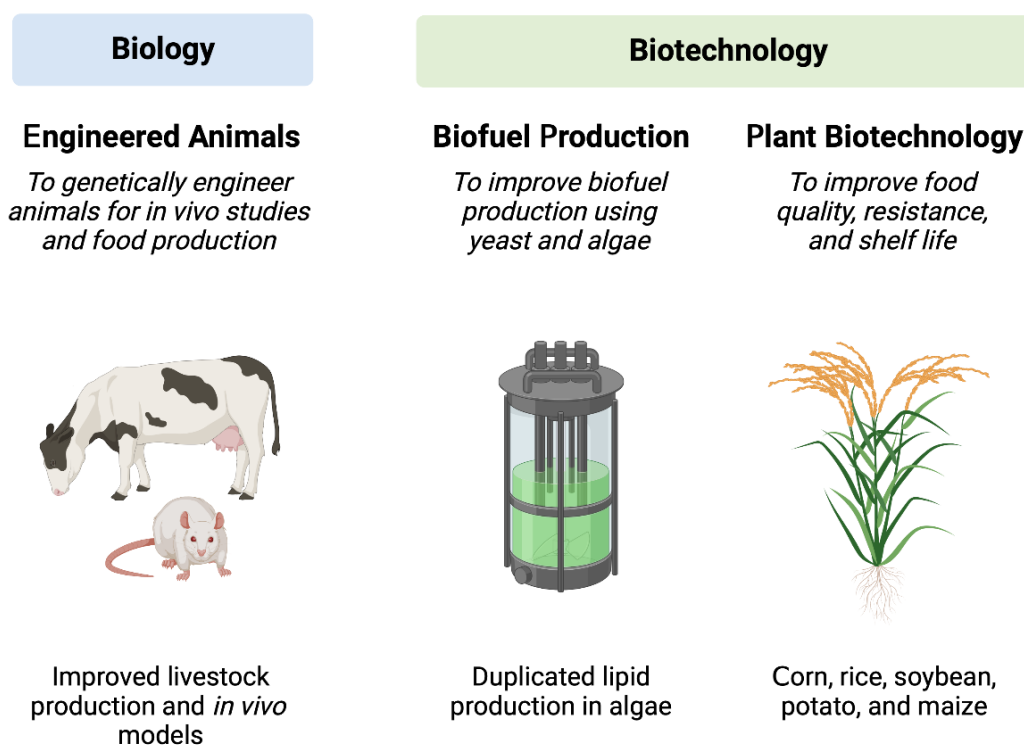 Biology
Biotechnology
Engineered Animals
To genetically engineer
animals for in vivo studies
and food production
Biofuel Production
To improve biofuel
production using
yeast and algae
Plant Biotechnology
To improve food
quality, resistance,
and shelf life
Improved livestock
production and in vivo
models
Duplicated lipid
production in algae
Corn, rice, soybean,
potato, and maize